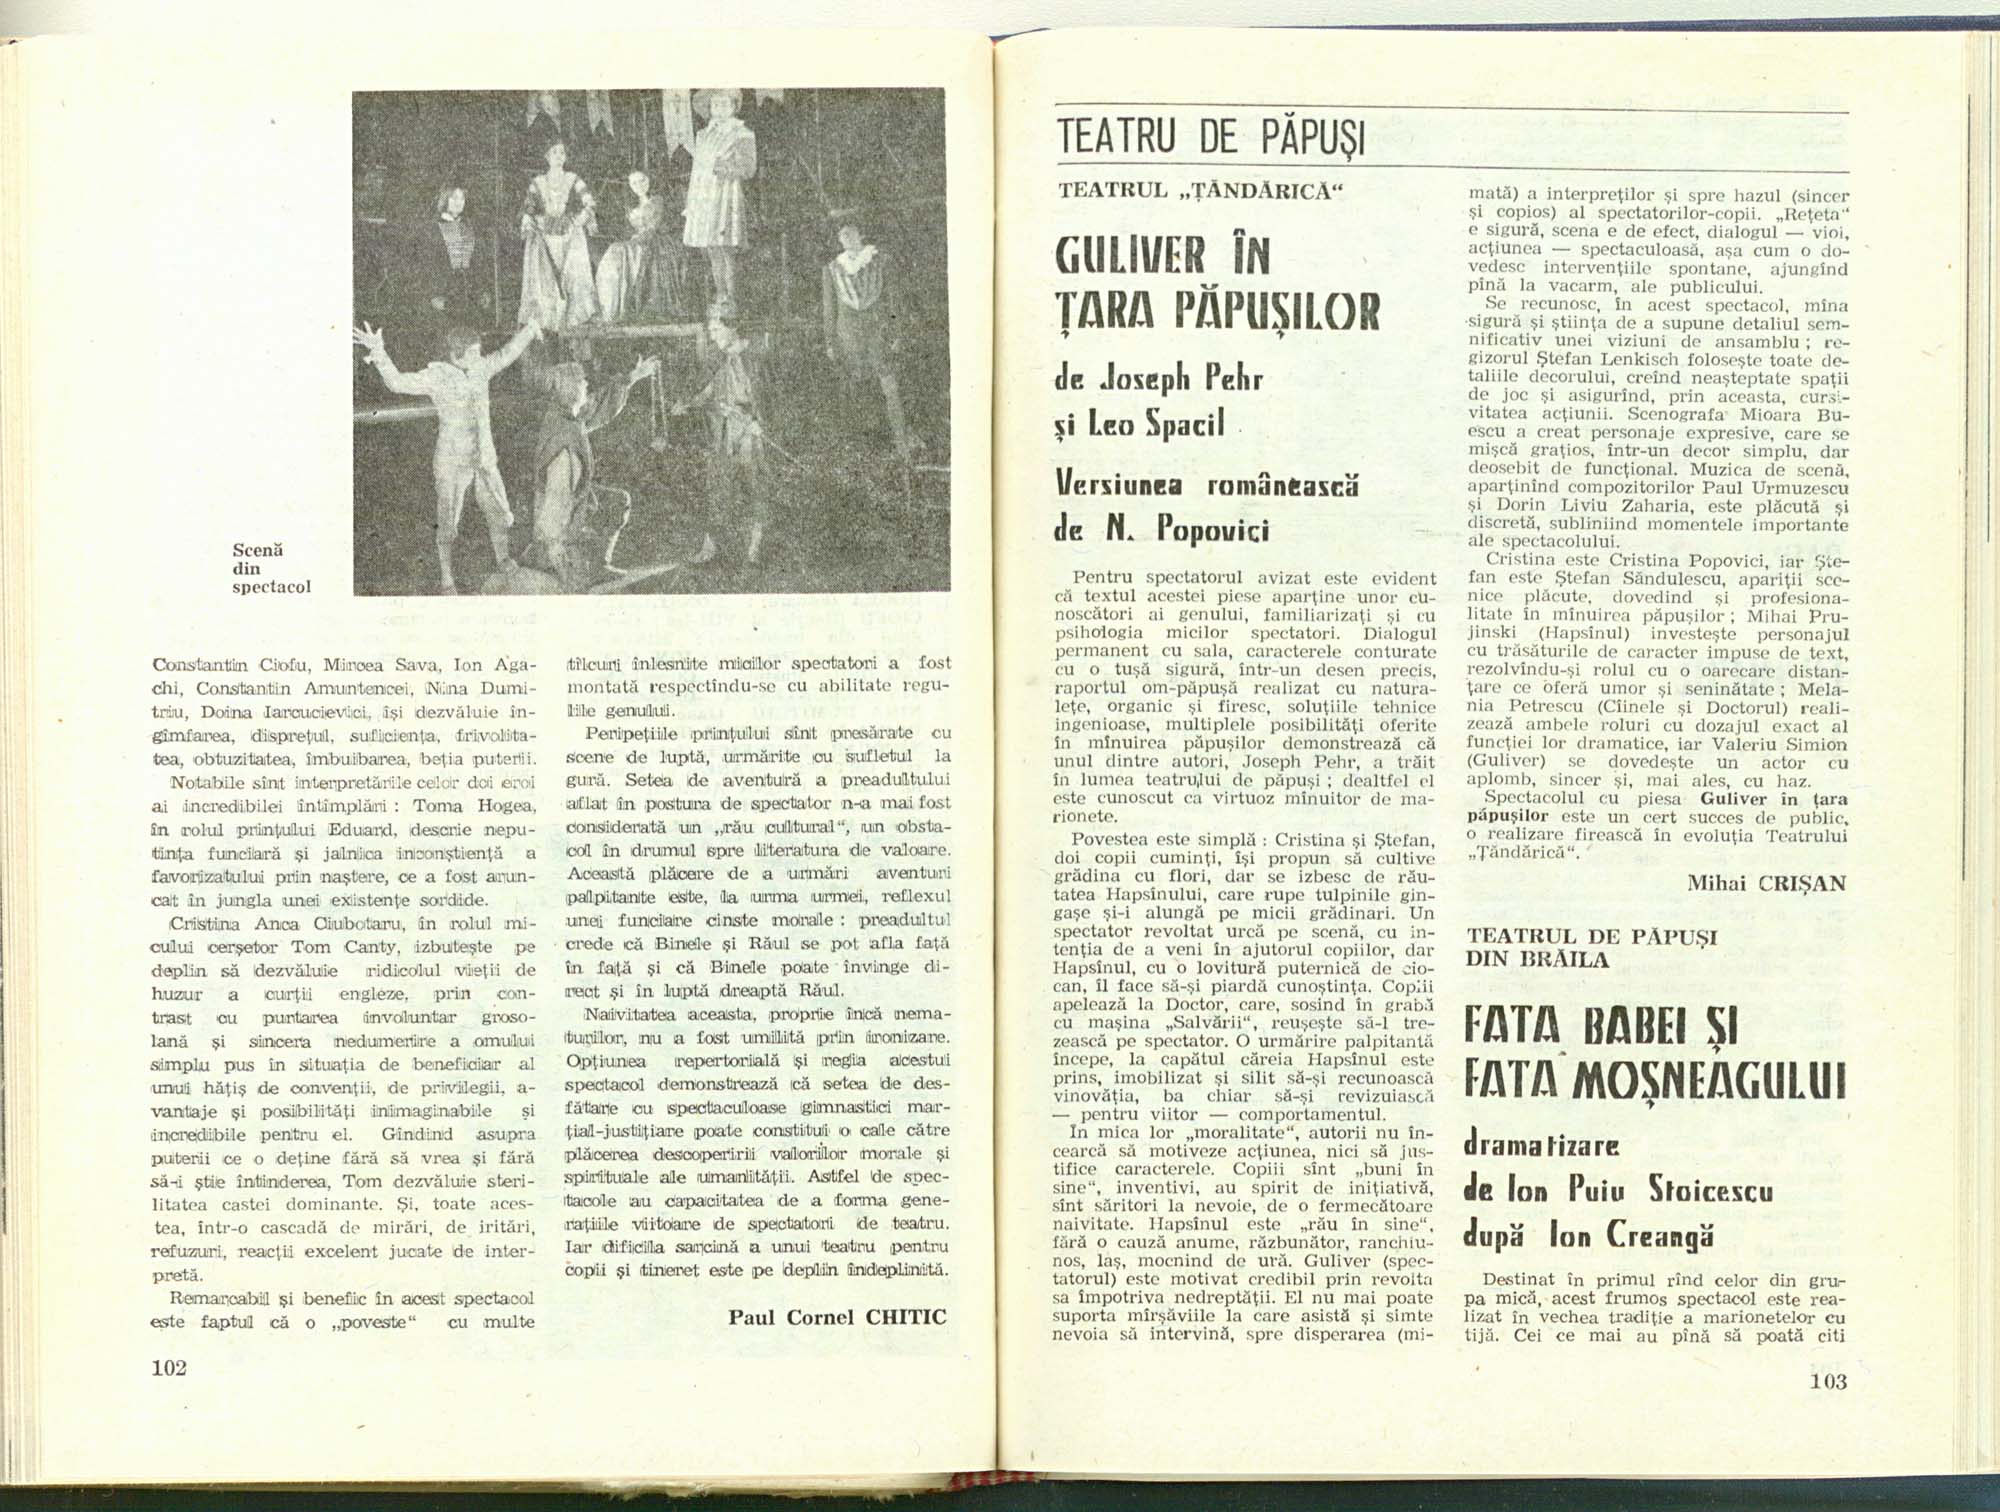 Scenă
din
spectacol
Constantin Ciofu, Mircea Sava, Ion Aga-
chi, Constantin Amuntencei, Nina Dumi-
triu, Doina Iarcucievici, își dezvăluie în-
gîmfarea, disprețul, suficiența, frivolita-
tea, obtuzitatea, îmbuibarea, beția puterii.
Notabile sînt interpretările celor doi eroi
ai incredibilei întîmplări : Toma Hogea,
în rolul prințului Eduard, descrie nepu-
tința funciară și jalnica inconștiență a
favorizatului prin naștere, ce a fost arun-
cat în jungla unei existențe sordide.
Cristina Anca Ciubotaru, în rolul mi-
cului cerșetor Tom Canty, izbutește pe
deplin să dezvăluie ridicolul vieții de
huzur a curții engleze, prin con-
trast cu puntarea involuntar groso-
lană și sincera nedumerire a omului
simplu pus în situația de beneficiar al
unui hățiș de convenții, de privilegii, a-
vantaje și posibilități inimaginabile și
incredibile pentru el. Gîndind asupra
puterii ce o deține fără să vrea și fără
să-i știe întinderea, Tom dezvăluie steri-
litatea castei dominante. Și, toate aces-
tea, într-o cascadă de mirări, de iritări,
refuzuri, reacții excelent jucate de inter-
pretă.
Remarcabil și benefic în acest spectacol
este faptul că o „poveste“ cu multe
tîlcuri înlesnite micilor spectatori a fost
montată respectîndu-se cu abilitate regu-
lile genului.
Peripețiile prințului sînt presărate cu
scene de luptă, urmărite cu sufletul la
gură. Setea de aventură a preadultului
aflat în postura de spectator n-a mai fost
considerată un „rău cultural“, un obsta-
col în drumul spre literatura de valoare.
Această plăcere de a urmări aventuri
palpitante este, la urma urmei, reflexul
unei funciare cinste morale : preadultul
crede că Binele și Răul se pot afla față
în față și că Binele poate învinge di-
rect și în luptă dreaptă Răul.
Naivitatea aceasta, proprie încă nema-
turilor, nu a fost umilită prin ironizare.
Opțiunea repertorială și regia acestui
spectacol demonstrează că setea de des-
fătare cu spectaculoase gimnastici mar-
țial-justițiare poate constitui o cale către
plăcerea descoperirii valorilor morale și
spirituale ale umanității. Astfel de spec-
tacole au capacitatea de a forma gene-
rațiile viitoare de spectatori de teatru.
Iar dificila sarcină a unui teatru pentru
copii și tineret este pe deplin îndeplinită.
Paul Cornel CHITIC
102
TEATRU DE PĂPUȘI
TEATRUL „ȚĂNDĂRICĂ“
GULIVER ÎN
ȚARA PĂPUȘILOR
de Joseph Pehr
și Leo Spacil
Versiunea românească
de N. Popovici
Pentru spectatorul avizat este evident
că textul acestei piese aparține unor cu-
noscători ai genului, familiarizați și cu
psihologia micilor spectatori. Dialogul
permanent cu sala, caracterele conturate
cu o tușă sigură, într-un desen precis,
raportul om-păpușă realizat cu natura-
lețe, organic și firesc, soluțiile tehnice
ingenioase, multiplele posibilități oferite
în mînuirea păpușilor demonstrează că
unul dintre autori, Joseph Pehr, a trăit
în lumea teatrului de păpuși ; dealtfel el
este cunoscut ca virtuoz mînuitor de ma-
rionete.
Povestea este simplă : Cristina și Ștefan,
doi copii cuminți, își propun să cultive
grădina cu flori, dar se izbesc de rău-
tatea Hapsînului, care rupe tulpinile gin-
gașe și-i alungă pe micii grădinari. Un
spectator revoltat urcă pe scenă, cu in-
tenția de a veni în ajutorul copiilor, dar
Hapsînul, cu o lovitură puternică de cio-
can, îl face să-și piardă cunoștința. Copiii
apelează la Doctor, care, sosind în grabă
cu mașina „Salvării“, reușește să-l tre-
zească pe spectator. O urmărire palpitantă
începe, la capătul căreia Hapsînul este
prins, imobilizat și silit să-și recunoască
vinovăția, ba chiar să-și revizuiască
— pentru viitor — comportamentul.
In mica lor „moralitate“, autorii nu în-
cearcă să motiveze acțiunea, nici să jus-
tifice caracterele. Copiii sînt „buni în
sine“, inventivi, au spirit de inițiativă,
sînt săritori la nevoie, de o fermecătoare
naivitate. Hapsînul este „rău în sine“,
fără o cauză anume, răzbunător, ranchiu-
nos, laș, mocnind de ură. Guliver (spec-
tatorul) este motivat credibil prin revolta
sa împotriva nedreptății. El nu mai poate
suporta mîrșăviile la care asistă și simte
nevoia să intervină, spre disperarea (mi-
mată) a interpreților și spre hazul (sincer
și copios) al spectatorilor-copii. „Rețeta“
e sigură, scena e de efect, dialogul — vioi,
acțiunea — spectaculoasă, așa cum o do-
vedesc intervențiile spontane, ajungînd
pînă la vacarm, ale publicului.
Se recunosc, în acest spectacol, mîna
sigură și știința de a supune detaliul sem-
nificativ unei viziuni de ansamblu ; re-
gizorul Ștefan Lenkisch folosește toate de-
taliile decorului, creînd neașteptate spații
de joc și asigurînd, prin aceasta, cursi-
vitatea acțiunii. Scenografa Mioara Bu-
escu a creat personaje expresive, care se
mișcă grațios, într-un decor simplu, dar
deosebit de funcțional. Muzica de scenă,
aparținînd compozitorilor Paul Urmuzescu
și Dorin Liviu Zaharia, este plăcută și
discretă, subliniind momentele importante
ale spectacolului.
Cristina este Cristina Popovici, iar Ște-
fan este Ștefan Săndulescu, apariții sce-
nice plăcute, dovedind și profesiona-
litate în mînuirea păpușilor ; Mihai Pru-
jinski (Hapsînul) investește personajul
cu trăsăturile de caracter impuse de text,
rezolvîndu-și rolul cu o oarecare distan-
țare ce oferă umor și seninătate ; Mela-
nia Petrescu (Cîinele și Doctorul) reali-
zează ambele roluri cu dozajul exact al
funcției lor dramatice, iar Valeriu Simion
(Guliver) se dovedește un actor cu
aplomb, sincer și, mai ales, cu haz.
Spectacolul cu piesa Guliver în țara
păpușilor este un cert succes de public,
o realizare firească în evoluția Teatrului
„Țăndărică“.
Mihai CRIȘAN
TEATRUL DE PĂPUȘI
DIN BRĂILA
FATA BABEI ȘI
FATA MOȘNEAGULUI
dramatizare
de Ion Puiu Stoicescu
după Ion Creangă
Destinat în primul rînd celor din gru-
pa mică, acest frumos spectacol este rea-
lizat în vechea tradiție a marionetelor cu
tijă. Cei ce mai au pînă să poată citi
103